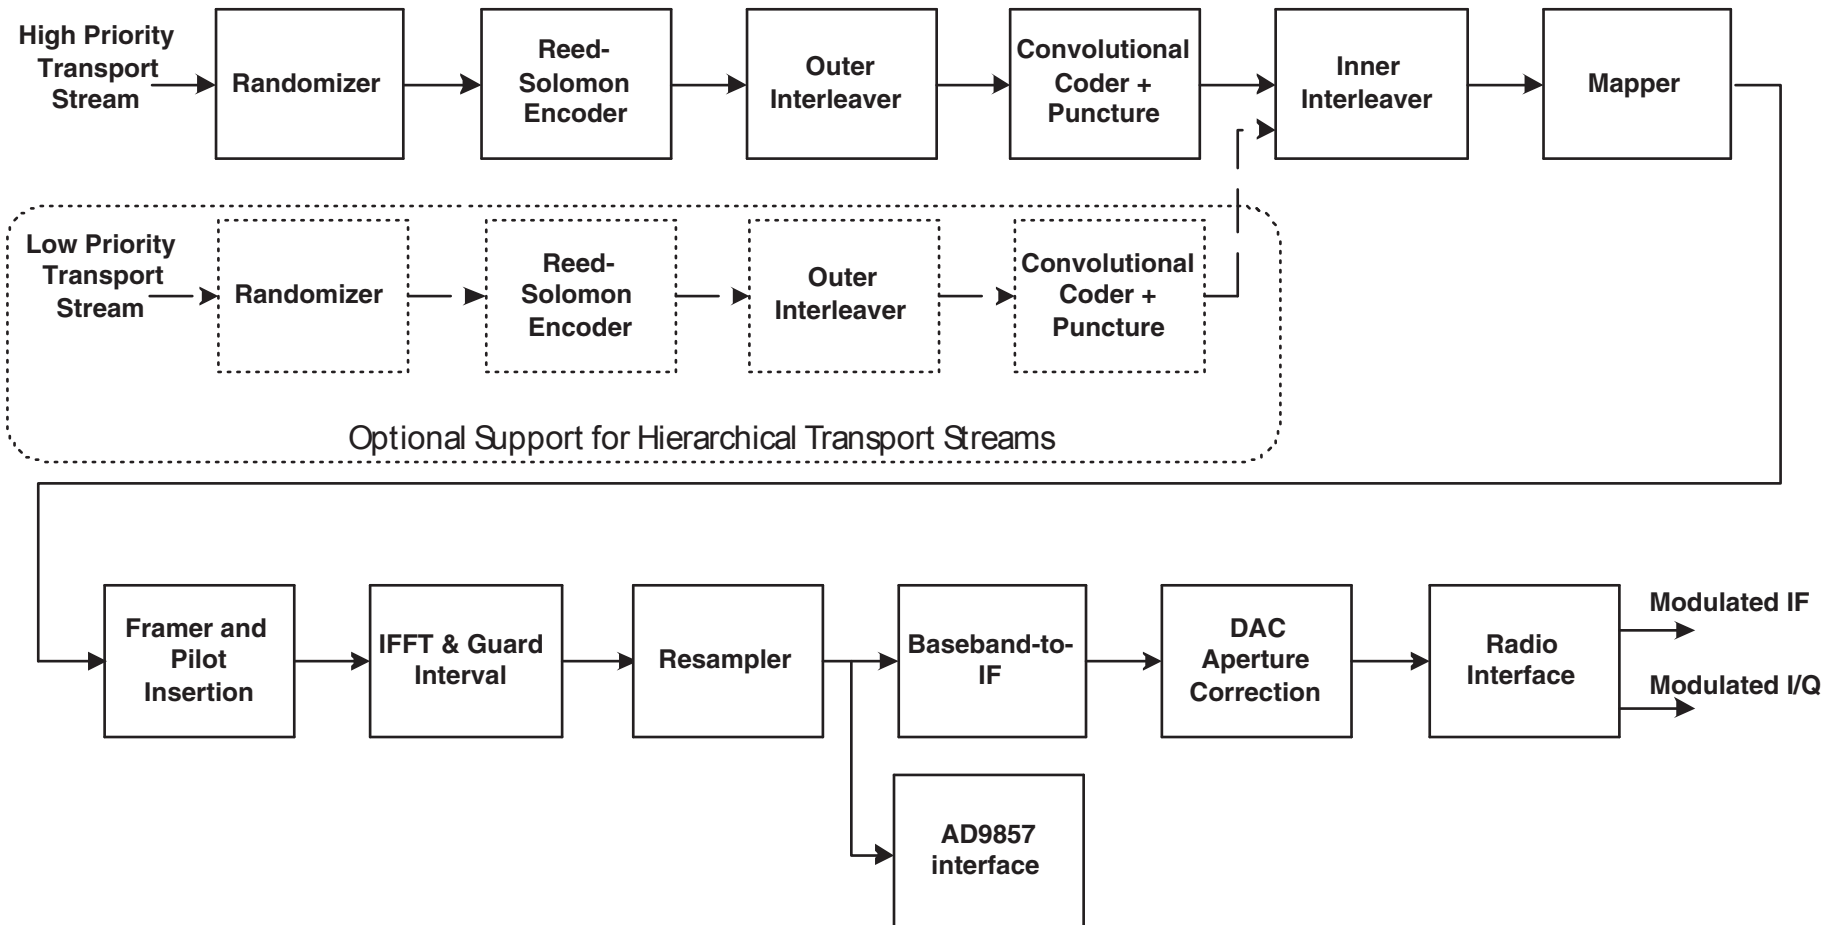 High Priority
Transport
Stream
Randomizer
Reed-
Solomon
Encoder
Outer
Interleaver
Convolutional
Coder +
Puncture
Inner
Interleaver
Mapper
Low Priority
Transport
Stream
Randomizer
Reed-
Solomon
Encoder
Outer
Interleaver
Convolutional
Coder +
Puncture
Optional Support for Hierarchical Transport Streams
Framer and
Pilot
Insertion
IFFT & Guard
Interval
Resampler
Baseband-to-
IF
DAC
Aperture
Correction
Radio
Interface
Modulated IF
Modulated I/Q
AD9857
interface